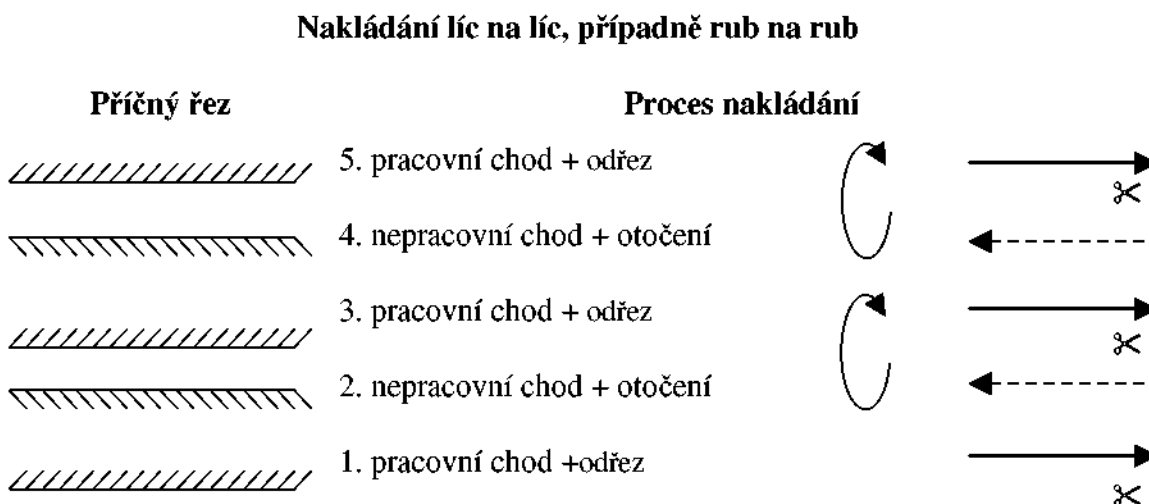 Nakládání líc na líc, případně rub na rub
Příčný řez
Proces nakládání
5. pracovní chod + odřez
4. nepracovní chod + otočení
3. pracovní chod + odřez
2. nepracovní chod + otočení
1. pracovní chod +odřez